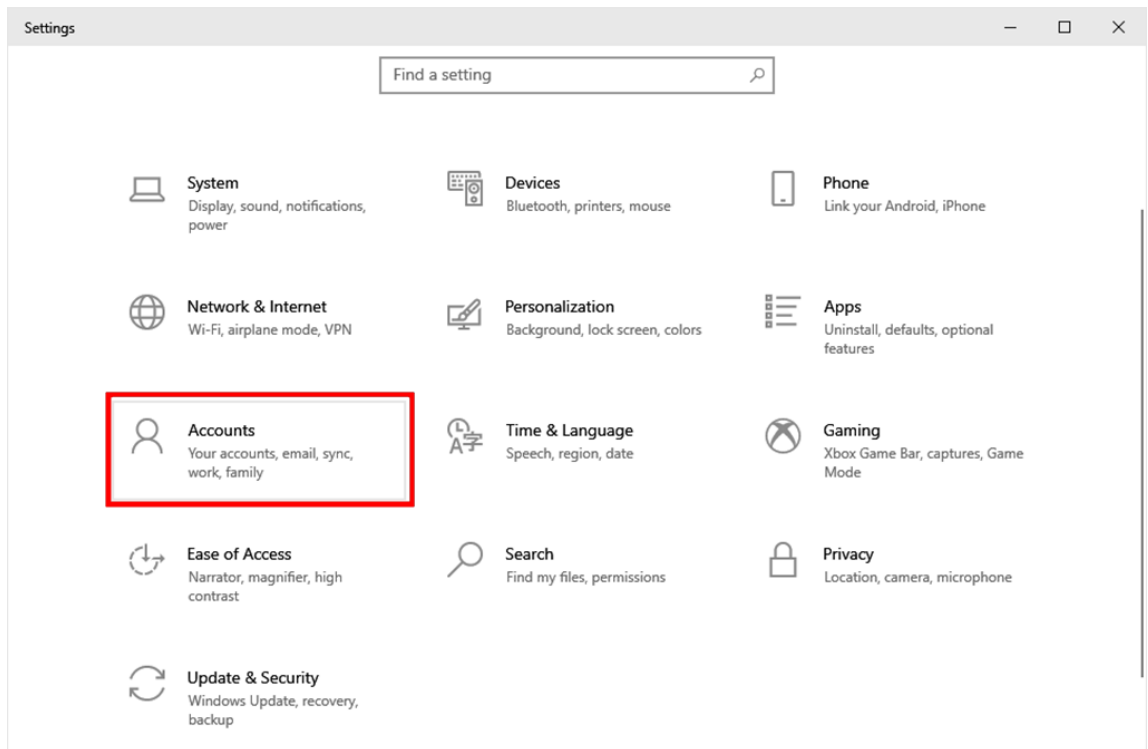 Settings
Find a setting
System
Display, sound, notifications,
power
Devices
Bluetooth, printers, mouse
Phone
Link your Android, iPhone
Network & Internet
Wi-Fi, airplane mode, VPN
Personalization
Background, lock screen, colors
Apps
Uninstall, defaults, optional
features
Accounts
Your accounts, email, sync,
work, family
Time & Language
Speech, region, date
Gaming
Xbox Game Bar, captures, Game
Mode
Ease of Access
Narrator, magnifier, high
contrast
Search
Find my files, permissions
Privacy
Location, camera, microphone
Update & Security
Windows Update, recovery,
backup